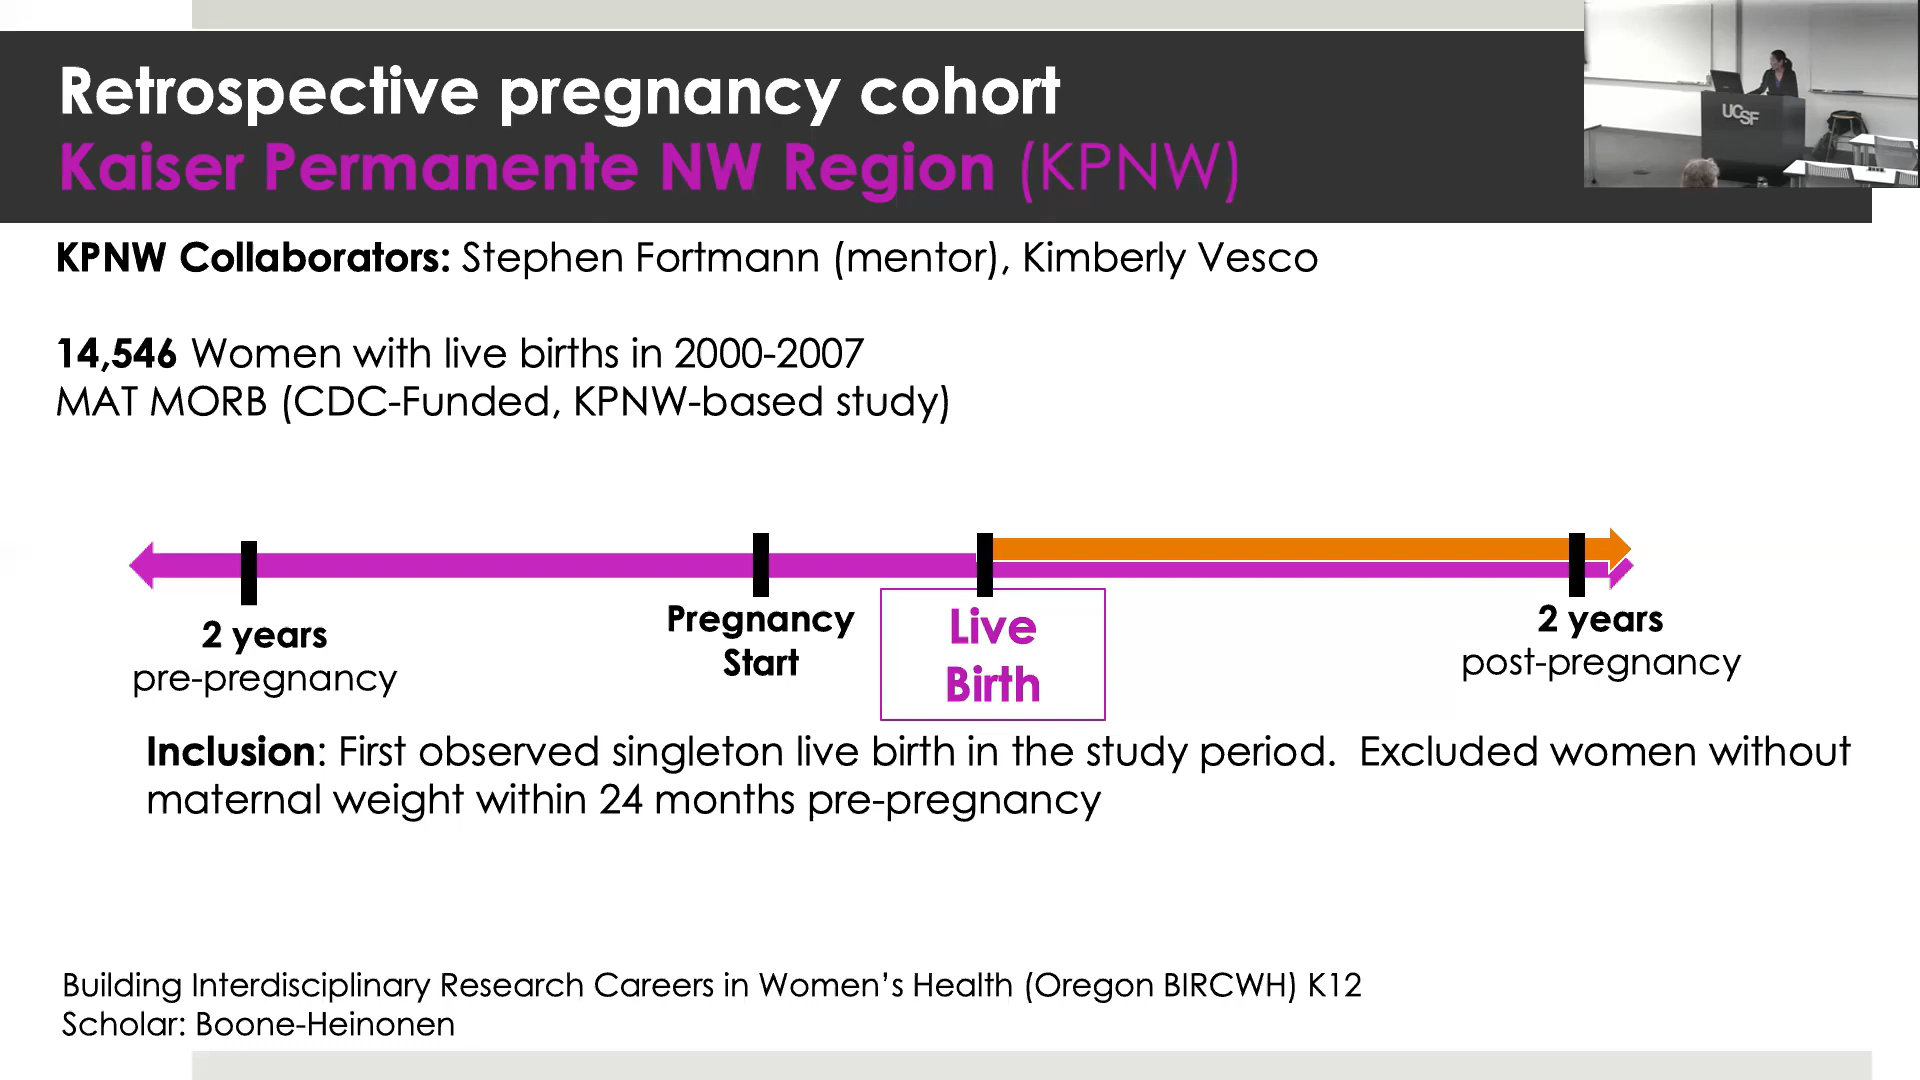 Retrospective pregnancy cohort
Kaiser Permanente NW Region (KPNW)
UCSF
KPNW Collaborators: Stephen Fortmann (mentor), Kimberly Vesco
14,546 Women with live births in 2000-2007
MAT MORB (CDC-Funded, KPNW-based study)
2 years
pre-pregnancy
Pregnancy
Start
Live
Birth
2 years
post-pregnancy
Inclusion: First observed singleton live birth in the study period.  Excluded women without
maternal weight within 24 months pre-pregnancy
Building Interdisciplinary Research Careers in Women’s Health (Oregon BIRCWH) K12
Scholar: Boone-Heinonen